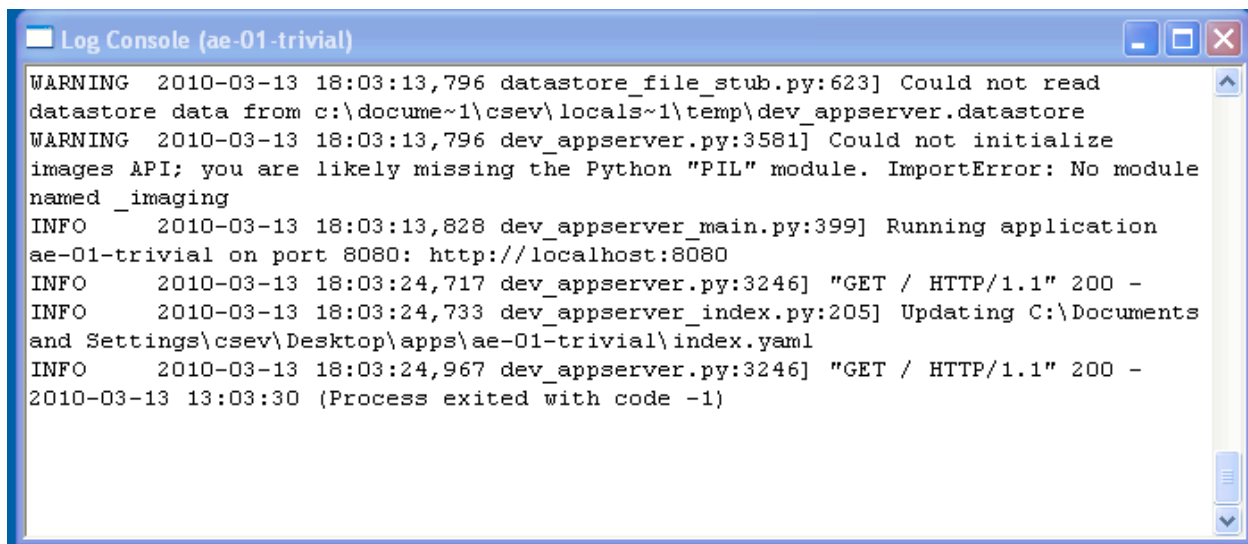 Log Console (ae-01-trivial)
WARNING  2010-03-13 18:03:13,796 datastore_file_stub.py:623] Could not read
datastore data from c:\docume~1\csev\locals~1\temp\dev_appserver.datastore
WARNING  2010-03-13 18:03:13,796 dev_appserver.py:3581] Could not initialize
images API; you are likely missing the Python "PIL" module. ImportError: No module
named _imaging
INFO     2010-03-13 18:03:13,828 dev_appserver_main.py:399] Running application
ae-01-trivial on port 8080: http://localhost:8080
INFO     2010-03-13 18:03:24,717 dev_appserver.py:3246] "GET / HTTP/1.1" 200 -
INFO     2010-03-13 18:03:24,733 dev_appserver_index.py:205] Updating C:\Documents
and Settings\csev\Desktop\apps\ae-01-trivial\index.yaml
INFO     2010-03-13 18:03:24,967 dev_appserver.py:3246] "GET / HTTP/1.1" 200 -
2010-03-13 13:03:30 (Process exited with code -1)